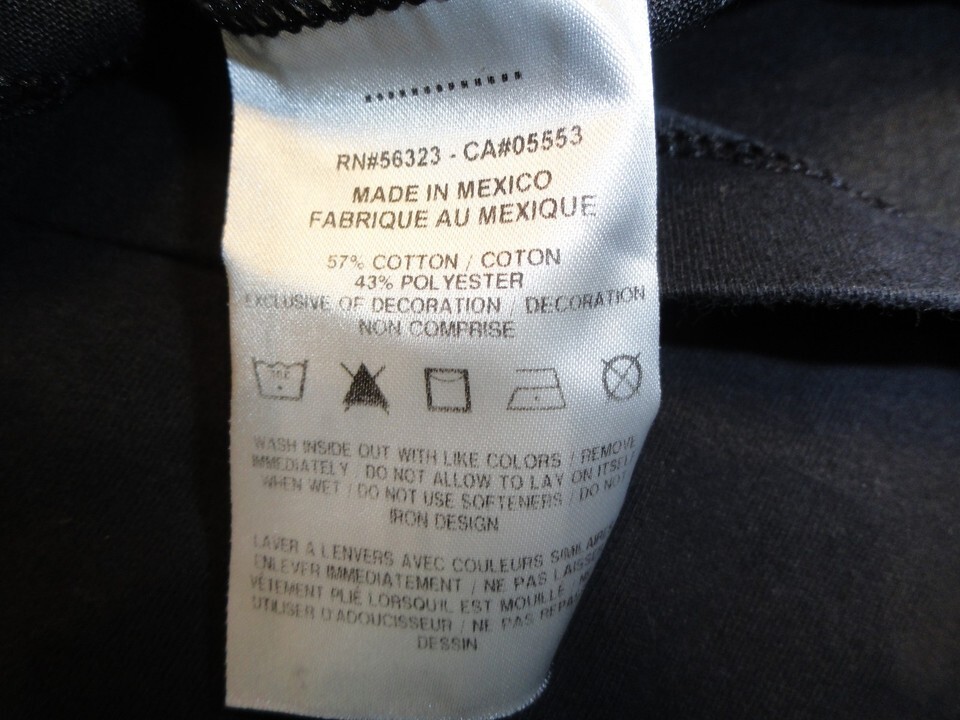 RN#56323 - CA#05553
MADE IN MEXICO
FABRIQUE AU MEXIQUE
57% COTTON / COTON
43% POLYESTER
EXCLUSIVE OF DECORATION / DECORATION
NON COMPRISE
30C
WASH INSIDE OUT WITH LIKE COLORS / REMOVE
IMMEDIATELY / DO NOT ALLOW TO LAY ON ITSELF
WHEN WET / DO NOT USE SOFTENERS / DO NOT
IRON DESIGN
LAVER A L'ENVERS AVEC COULEURS
ENLEVER IMMEDIATEMENT / NE PAS
VÊTEMENT PLIÉ LORSQU'IL EST MOUILLÉ
UTILISER D'ADOUCISSEUR / NE PAS
DESSIN